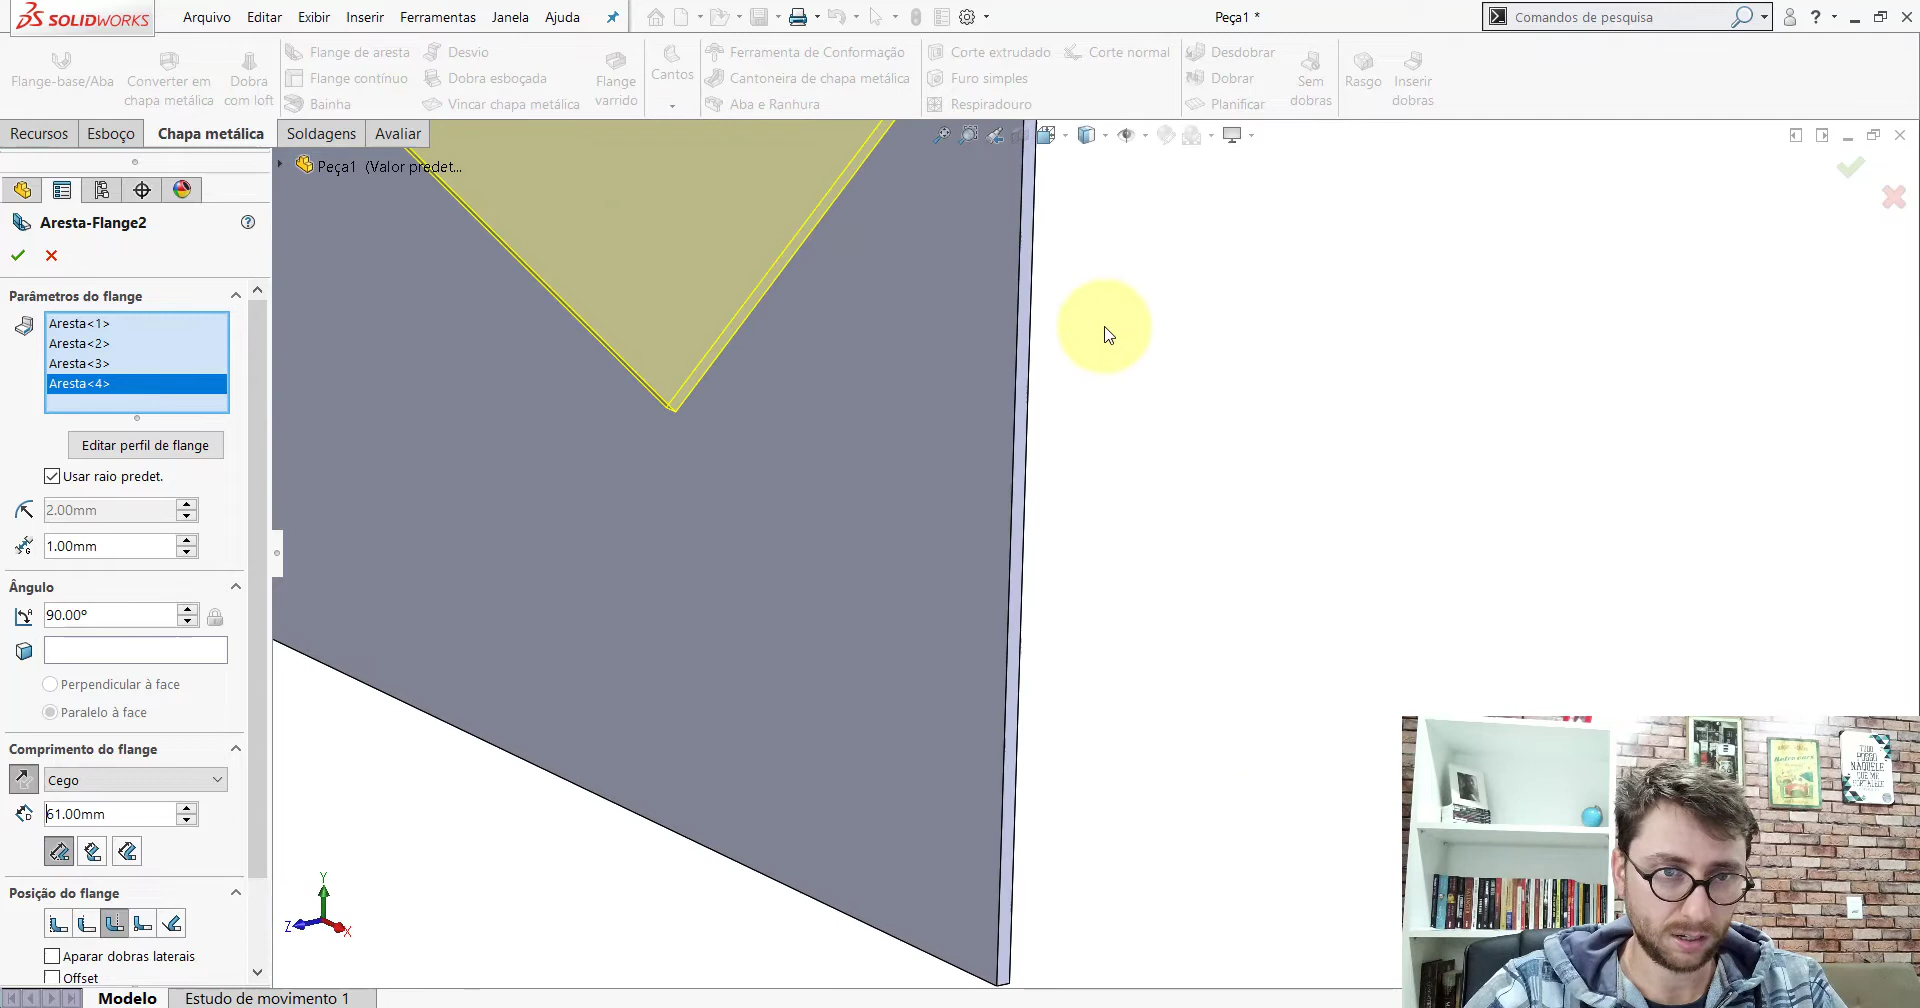 SOLIDWORKS
Arquivo Editar Exibir Inserir Ferramentas Janela Ajuda
Peça1 *
Comandos de pesquisa
?
Flange-base/Aba
Converter em
chapa metálica
Dobra
com loft
Flange de aresta
Flange contínuo
Bainha
Desvio
Dobra esboçada
Vincar chapa metálica
Flange
varrido
Cantos
Ferramenta de Conformação
Cantoneira de chapa metálica
Aba e Ranhura
Corte extrudado
Furo simples
Respiradouro
Corte normal
Desdobrar
Dobrar
Planificar
Sem
dobras
Rasgo
Inserir
dobras
Recursos Esboço Chapa metálica Soldagens Avaliar
Peça1 (Valor predet...
Aresta-Flange2
?
Parâmetros do flange
Aresta<1>
Aresta<2>
Aresta<3>
Aresta<4>
Editar perfil de flange
Usar raio predet.
2.00mm
1.00mm
Ângulo
90.00°
Perpendicular à face
Paralelo à face
Comprimento do flange
Cego
61.00mm
Posição do flange
Aparar dobras laterais
Offset
Y
Z
X
Modelo Estudo de movimento 1